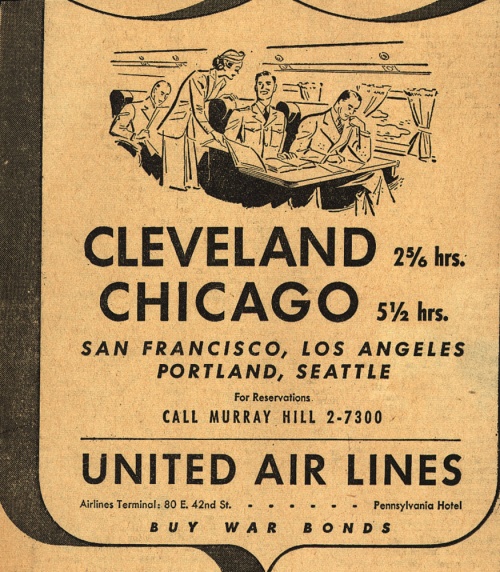 CLEVELAND 2⅚ hrs.
CHICAGO 5½ hrs.
SAN FRANCISCO, LOS ANGELES
PORTLAND, SEATTLE
For Reservations
CALL MURRAY HILL 2-7300
UNITED AIR LINES
Airlines Terminal: 80 E. 42nd St. - - - - - - Pennsylvania Hotel
BUY WAR BONDS